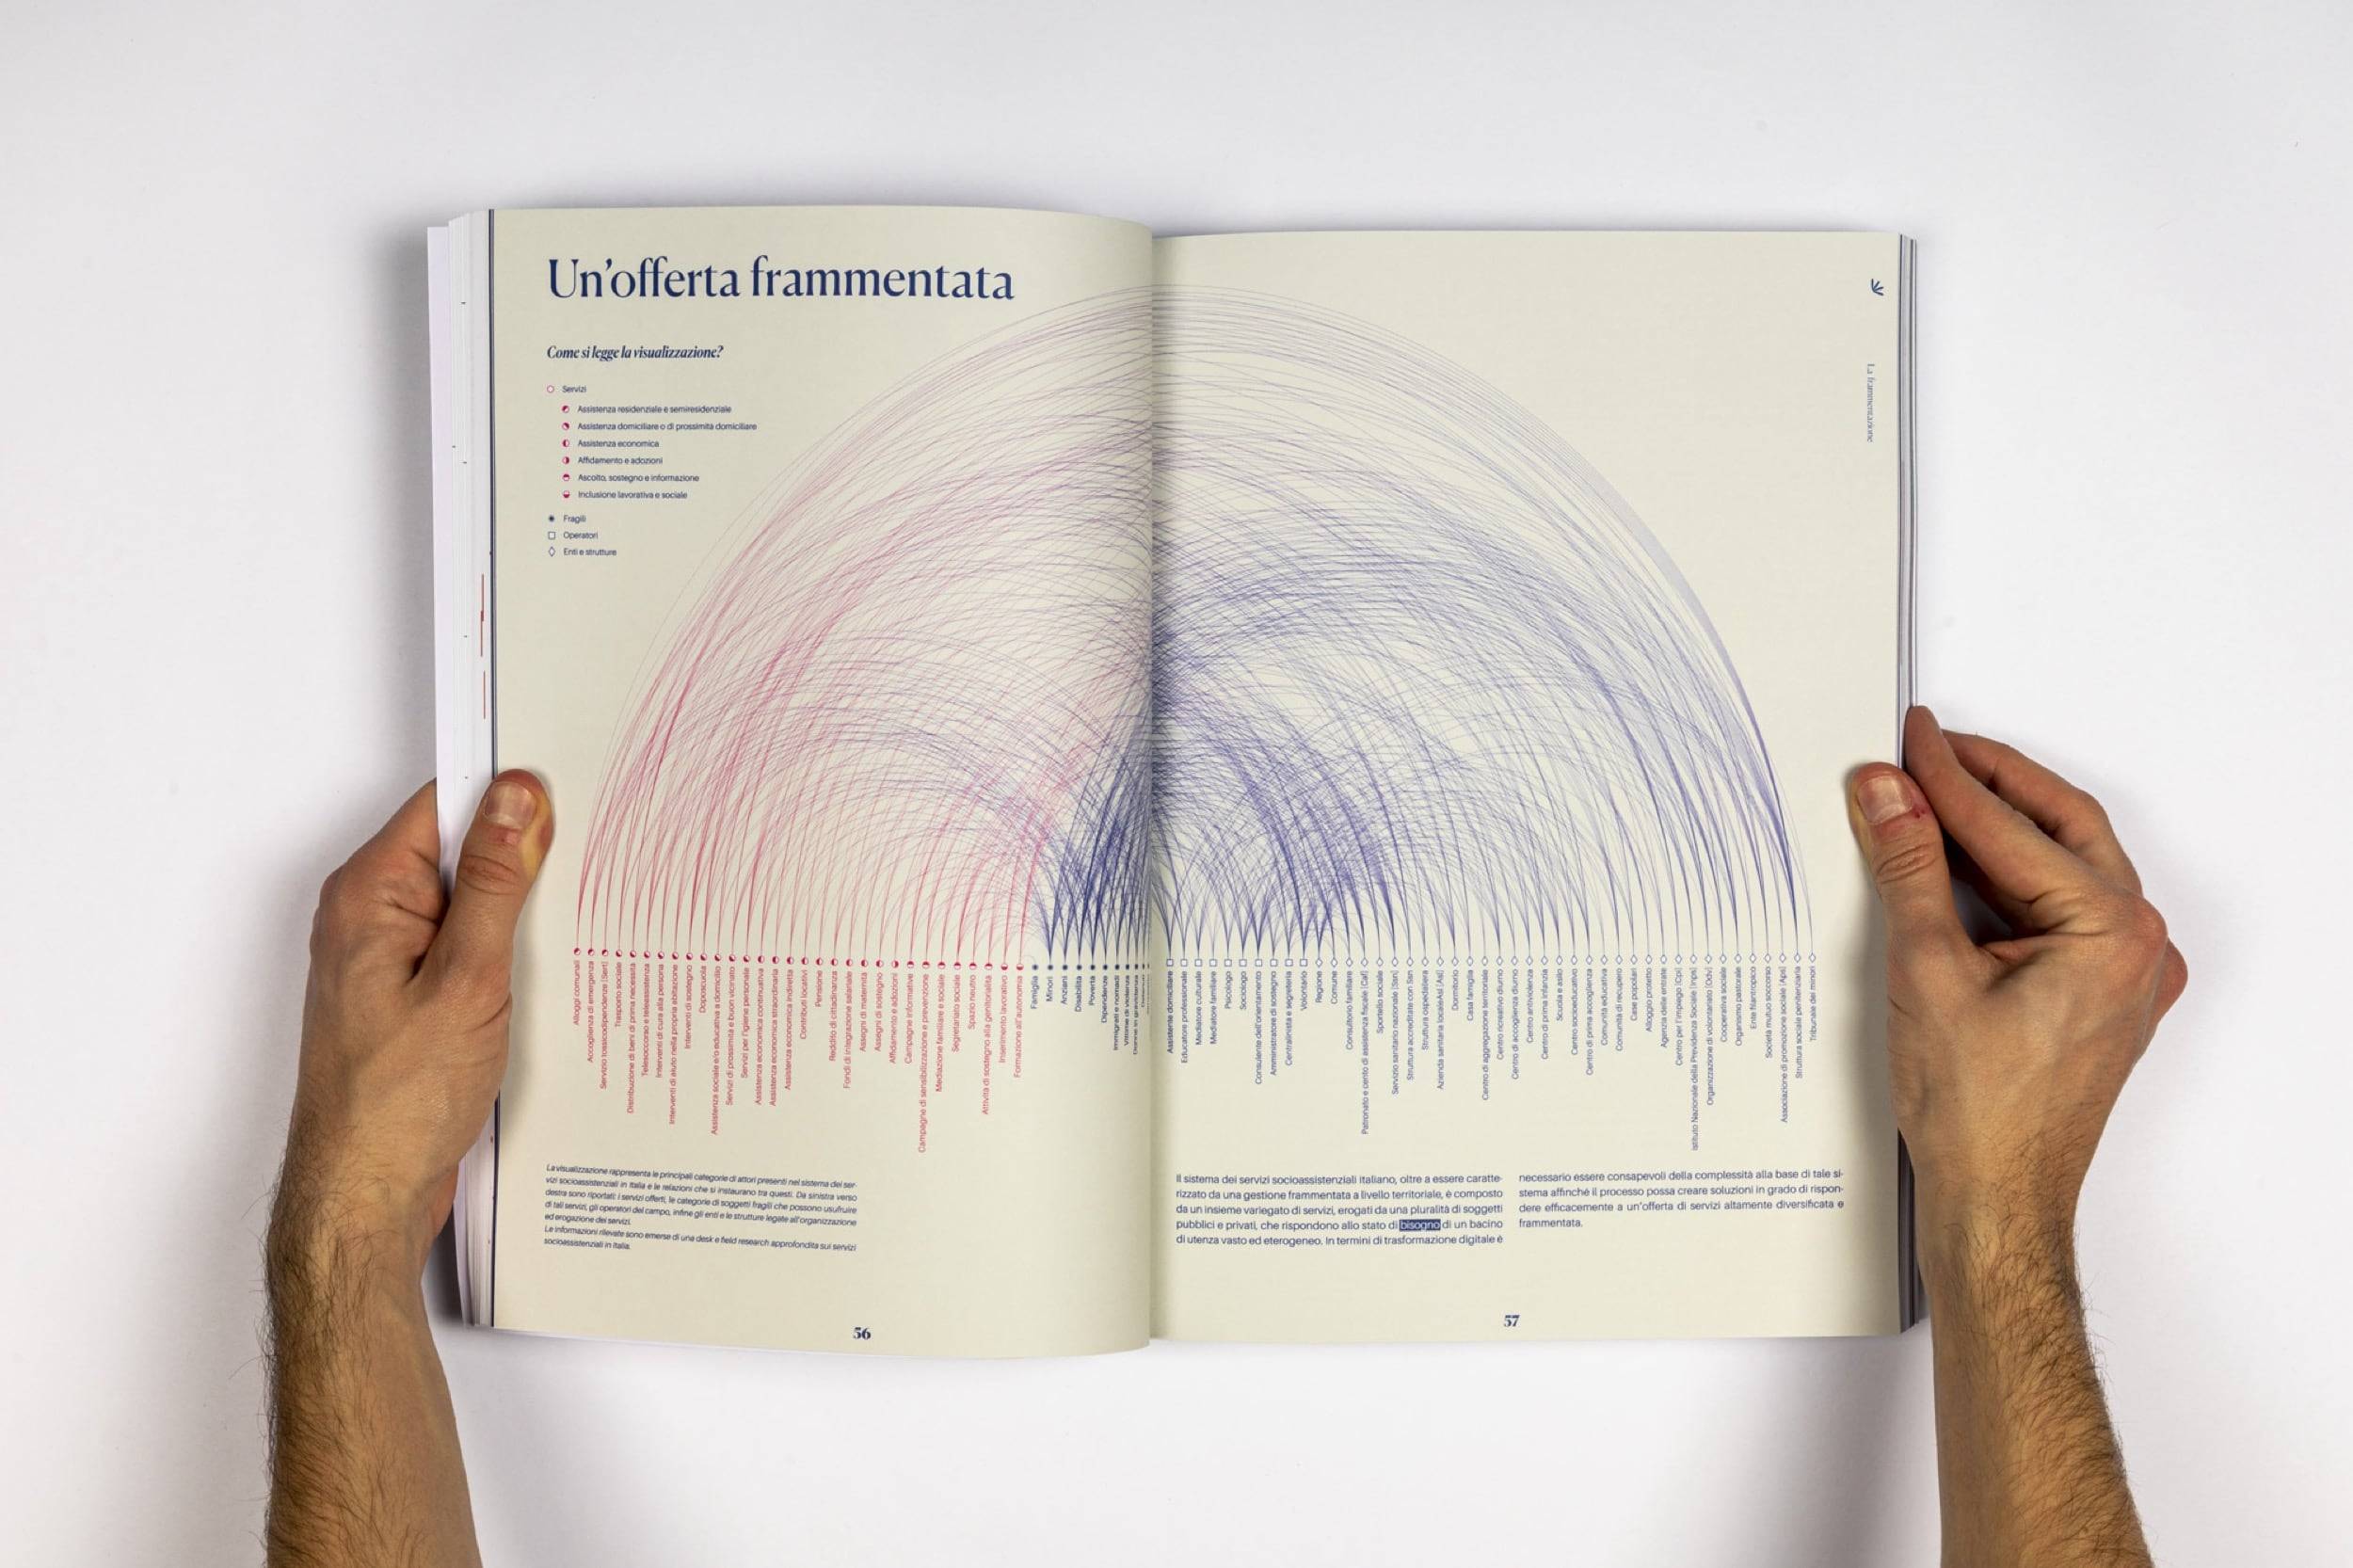 Un’offerta frammentata
Come si legge la visualizzazione?
Servizi
Assistenza residenziale e semiresidenziale
Assistenza domiciliare o di prossimità domiciliare
Assistenza economica
Affidamento e adozioni
Ascolto, sostegno e informazione
Inclusione lavorativa e sociale
Fragili
Operatori
Enti e strutture
Alloggi comunali
Accoglienza di emergenza
Servizio tossicodipendenze [Sert]
Trasporto sociale
Distribuzione di beni di prima necessità
Telesoccorso e teleassistenza
Interventi di cura alla persona
Interventi di aiuto nella propria abitazione
Interventi di sostegno
Doposcuola
Assistenza sociale e/o educativa a domicilio
Servizi di prossimità e buon vicinato
Servizi per l’igiene personale
Assistenza economica continuativa
Assistenza economica straordinaria
Assistenza economica indiretta
Contributi locativi
Pensione
Reddito di cittadinanza
Fondi di integrazione salariale
Assegni di maternità
Assegni di sostegno
Affidamento e adozioni
Campagne informative
Campagne di sensibilizzazione e prevenzione
Mediazione familiare e sociale
Segretariato sociale
Spazio neutro
Attività di sostegno alla genitorialità
Inserimento lavorativo
Formazione all’autonomia
Famiglia
Minori
Anziani
Disabilità
Povertà
Dipendenza
Immigrati e nomadi
Vittime di violenza
Donne in gravidanza
Assistente domiciliare
Educatore professionale
Mediatore culturale
Mediatore familiare
Psicologo
Sociologo
Consulente dell’orientamento
Amministratore di sostegno
Centralinista e segreteria
Volontario
Regione
Comune
Consultorio familiare
Patronato e cento di assistenza fiscale [Caf]
Sportello sociale
Servizio sanitario nazionale [Ssn]
Strutture accreditate con Ssn
Struttura ospedaliera
Azienda sanitaria localeAsl [Asl]
Dormitorio
Casa famiglia
Centro di aggregazione territoriale
Centro ricreativo diurno
Centro di accoglienza diurno
Centro antiviolenza
Centro di prima infanzia
Scuola e asilo
Centro socioeducativo
Centro di prima accoglienza
Comunità educativa
Comunità di recupero
Case popolari
Alloggio protetto
Agenzia delle entrate
Centro per l’impiego [Cpi]
Istituto Nazionale della Previdenza Sociale [Inps]
Organizzazione di volontariato [Odv]
Cooperativa sociale
Organismo pastorale
Ente filantropico
Società mutuo soccorso
Associazione di promozione sociale [Aps]
Struttura sociale penitenziaria
Tribunale dei minori
La visualizzazione rappresenta le principali categorie di attori presenti nel sistema dei ser-
vizi socioassistenziali in Italia e le relazioni che si instaurano tra questi. Da sinistra verso
destra sono riportati: i servizi offerti, le categorie di soggetti fragili che possono usufruire
di tali servizi, gli operatori del campo, infine gli enti e le strutture legate all’organizzazione
ed erogazione dei servizi.
Le informazioni rilevate sono emerse di una desk e field research approfondita sui servizi
socioassistenziali in Italia.
56
La frammentazione
Il sistema dei servizi socioassistenziali italiano, oltre a essere caratte-
rizzato da una gestione frammentata a livello territoriale, è composto
da un insieme variegato di servizi, erogati da una pluralità di soggetti
pubblici e privati, che rispondono allo stato di bisogno di un bacino
di utenza vasto ed eterogeneo. In termini di trasformazione digitale è
necessario essere consapevoli della complessità alla base di tale si-
stema affinché il processo possa creare soluzioni in grado di rispon-
dere efficacemente a un’offerta di servizi altamente diversificata e
frammentata.
57